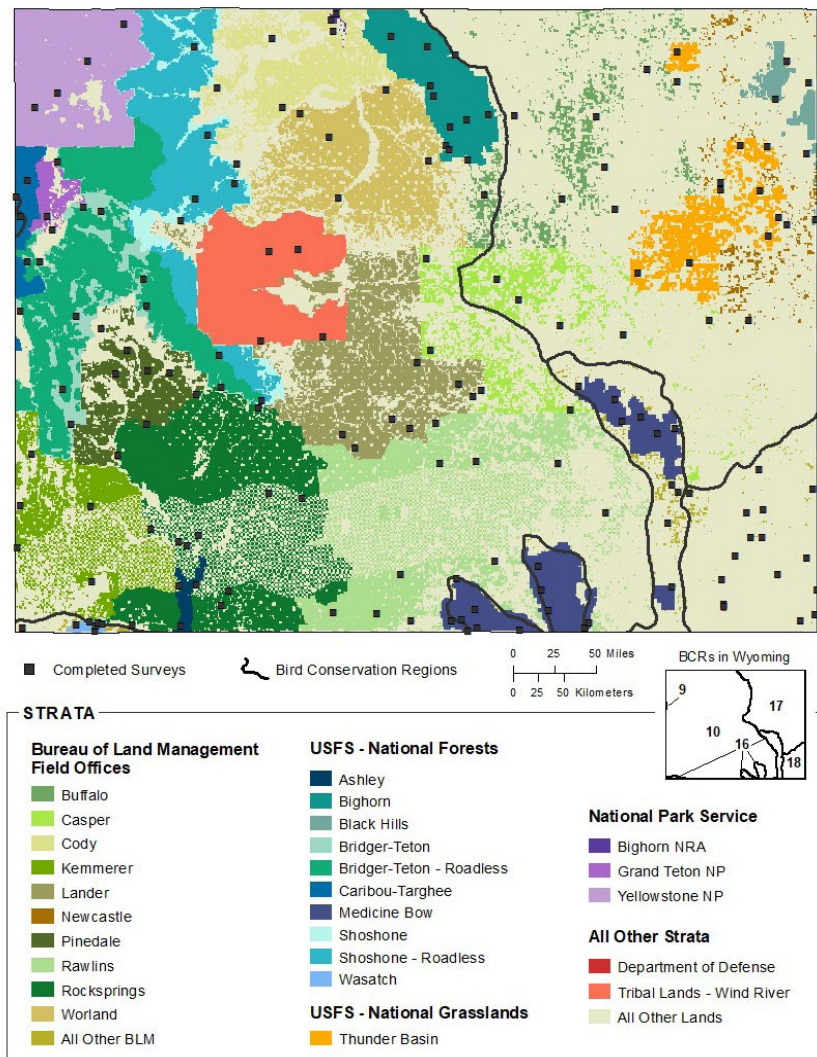 Completed Surveys
Bird Conservation Regions
0 25 50 Miles
0 25 50 Kilometers
BCRs in Wyoming
9
17
10
16
18
STRATA
Bureau of Land Management
Field Offices
Buffalo
Casper
Cody
Kemmerer
Lander
Newcastle
Pinedale
Rawlins
Rocksprings
Worland
All Other BLM
USFS - National Forests
Ashley
Bighorn
Black Hills
Bridger-Teton
Bridger-Teton - Roadless
Caribou-Targhee
Medicine Bow
Shoshone
Shoshone - Roadless
Wasatch
USFS - National Grasslands
Thunder Basin
National Park Service
Bighorn NRA
Grand Teton NP
Yellowstone NP
All Other Strata
Department of Defense
Tribal Lands - Wind River
All Other Lands